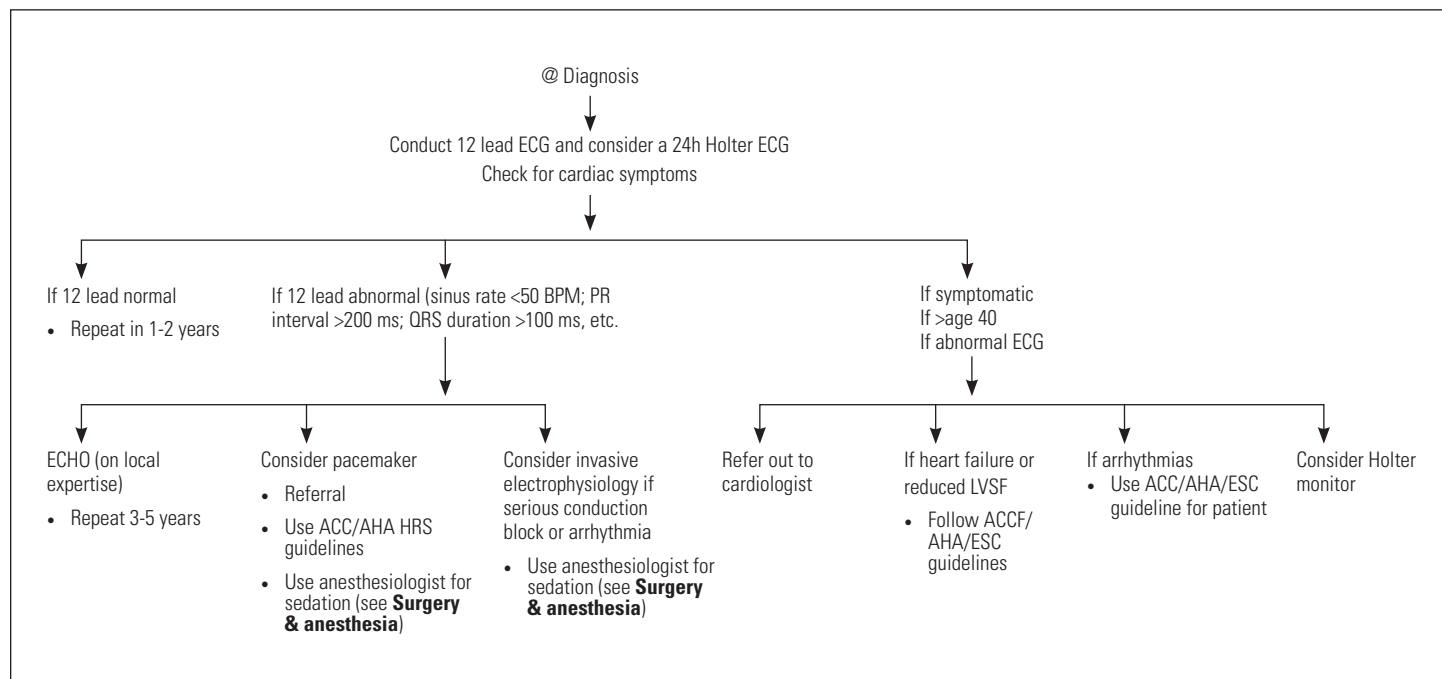 @ Diagnosis
Conduct 12 lead ECG and consider a 24h Holter ECG
Check for cardiac symptoms
If 12 lead normal
• Repeat in 1-2 years
If 12 lead abnormal (sinus rate <50 BPM; PR
interval >200 ms; QRS duration >100 ms, etc.
If symptomatic
If >age 40
If abnormal ECG
ECHO (on local
expertise)
• Repeat 3-5 years
Consider pacemaker
• Referral
• Use ACC/AHA HRS
guidelines
• Use anesthesiologist for
sedation (see Surgery
& anesthesia)
Consider invasive
electrophysiology if
serious conduction
block or arrhythmia
• Use anesthesiologist for
sedation (see Surgery
& anesthesia)
Refer out to
cardiologist
If heart failure or
reduced LVSF
• Follow ACCF/
AHA/ESC
guidelines
If arrhythmias
• Use ACC/AHA/ESC
guideline for patient
Consider Holter
monitor